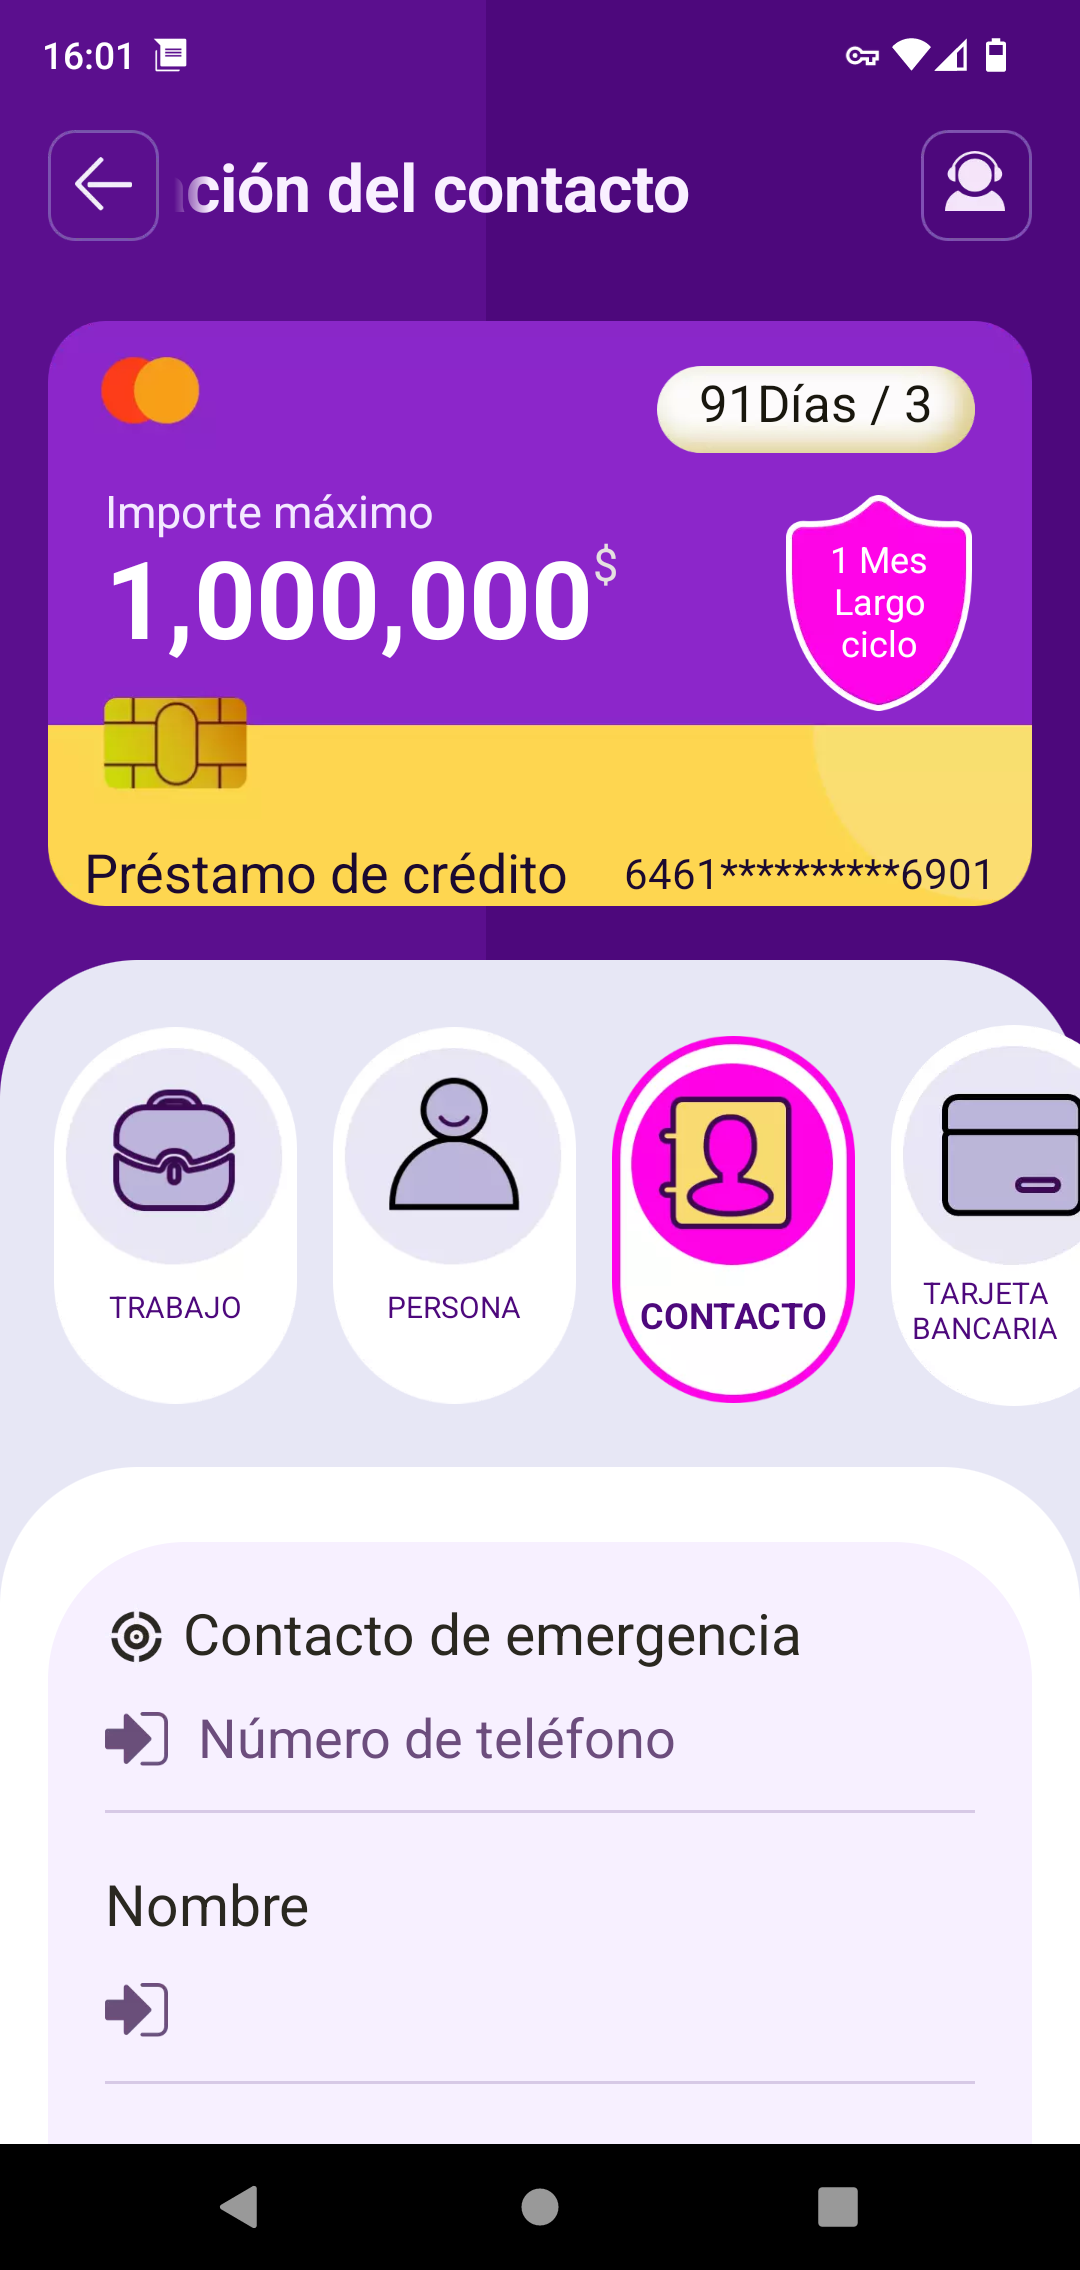 16:01
ción del contacto
91Días / 3
Importe máximo
1,000,000$
1 Mes
Largo
ciclo
Préstamo de crédito
6461**********6901
TRABAJO
PERSONA
CONTACTO
TARJETA
BANCARIA
Contacto de emergencia
Número de teléfono
Nombre